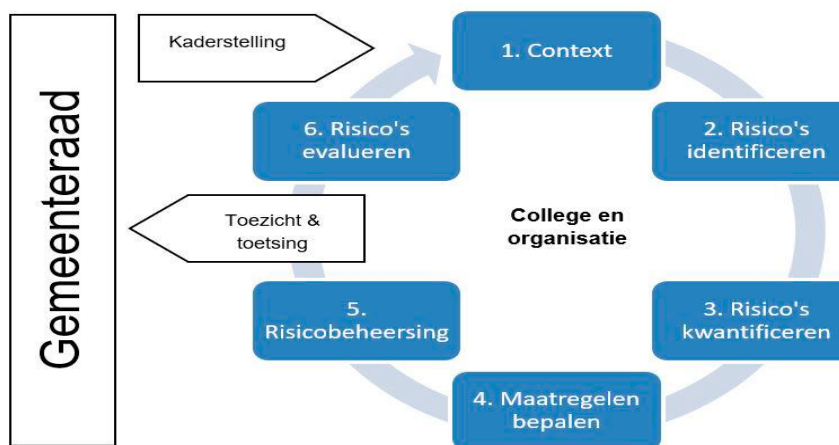 Gemeenteraad
Kaderstelling
Toezicht &
toetsing
1. Context
2. Risico's
identificeren
3. Risico's
kwantificeren
4. Maatregelen
bepalen
5.
Risicobeheersing
6. Risico's
evalueren
College en
organisatie